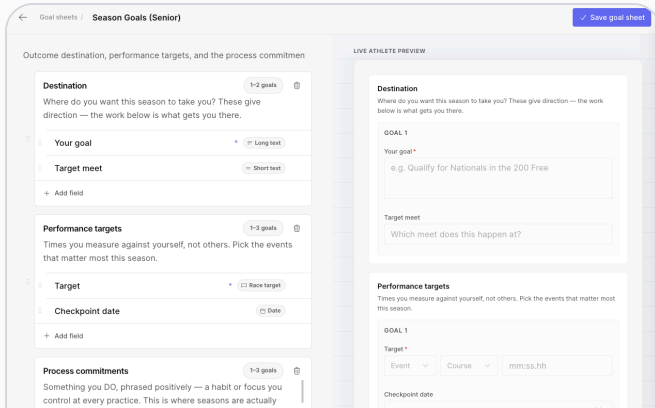 Goal sheets / Season Goals (Senior)
Save goal sheet
Outcome destination, performance targets, and the process commitmen
Destination
1–2 goals
Where do you want this season to take you? These give
direction — the work below is what gets you there.
Your goal *
Long text
Target meet
Short text
+ Add field
Performance targets
1–3 goals
Times you measure against yourself, not others. Pick the events
that matter most this season.
Target *
Race target
Checkpoint date
Date
+ Add field
Process commitments
1–3 goals
Something you DO, phrased positively — a habit or focus you
control at every practice. This is where seasons are actually
LIVE ATHLETE PREVIEW
Destination
Where do you want this season to take you? These give direction — the work
below is what gets you there.
GOAL 1
Your goal *
e.g. Qualify for Nationals in the 200 Free
Target meet
Which meet does this happen at?
Performance targets
Times you measure against yourself, not others. Pick the events that matter most
this season.
GOAL 1
Target *
Event
Course
mm:ss.hh
Checkpoint date